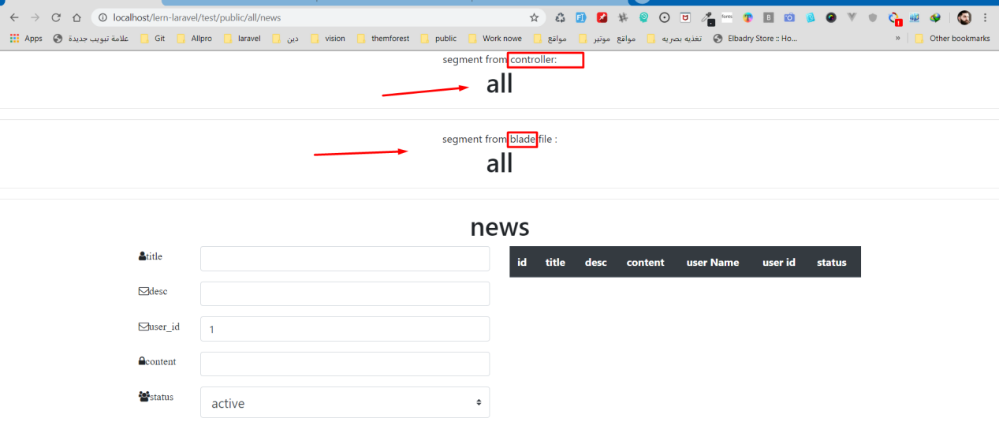 localhost/lern-laravel/test/public/all/news
Apps علامة تبويب جديدة Git Allpro laravel دين vision themforest public Work nowe مواقع مواقع موتير تغذيه بصريه Elbadry Store :: Ho... » Other bookmarks
segment from controller:
all
segment from blade file :
all
news
title
desc
user_id 1
content
status active
id title desc content user Name user id status